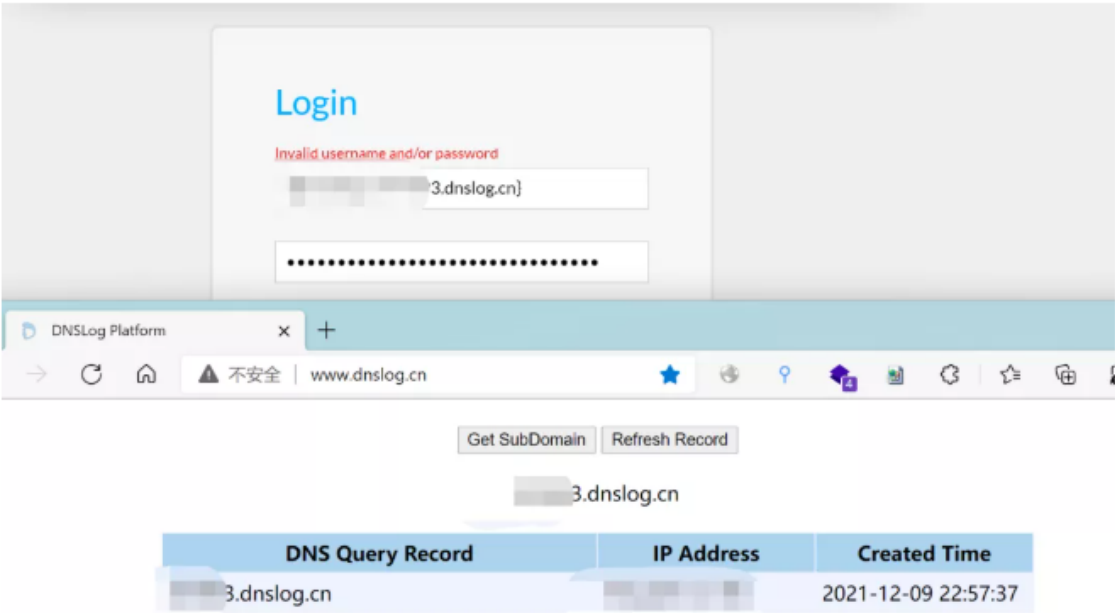 Login
Invalid username and/or password
3.dnslog.cn}
DNSLog Platform
不安全 www.dnslog.cn
4
Get SubDomain Refresh Record
3.dnslog.cn
DNS Query Record IP Address Created Time
3.dnslog.cn 2021-12-09 22:57:37